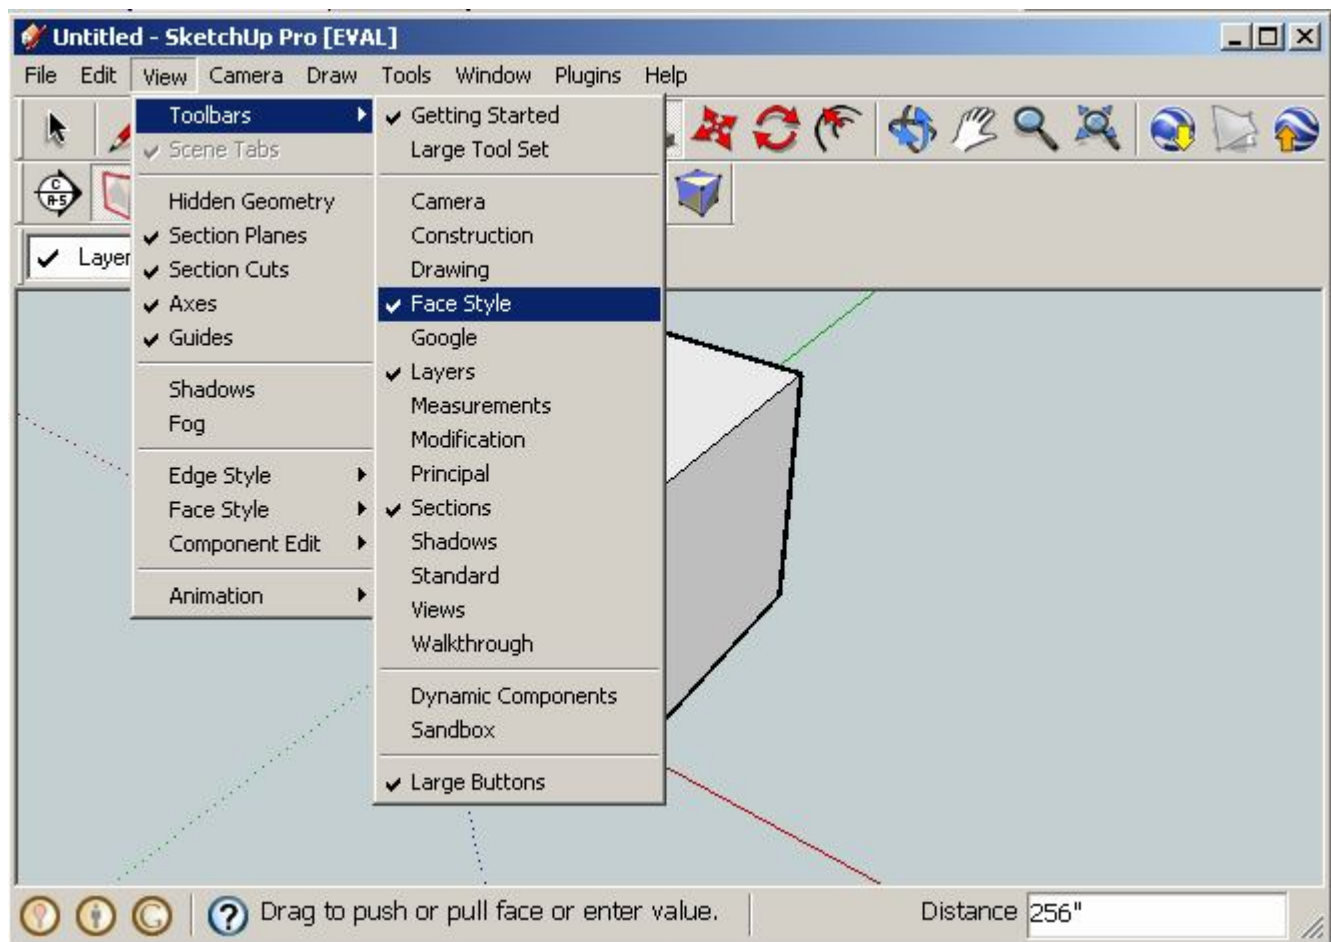 Untitled - SketchUp Pro [EVAL]
File Edit View Camera Draw Tools Window Plugins Help
Toolbars
Scene Tabs
Hidden Geometry
Section Planes
Section Cuts
Axes
Guides
Shadows
Fog
Edge Style
Face Style
Component Edit
Animation
Getting Started
Large Tool Set
Camera
Construction
Drawing
Face Style
Google
Layers
Measurements
Modification
Principal
Sections
Shadows
Standard
Views
Walkthrough
Dynamic Components
Sandbox
Large Buttons
C
A-5
Layer
Drag to push or pull face or enter value.
Distance 256"